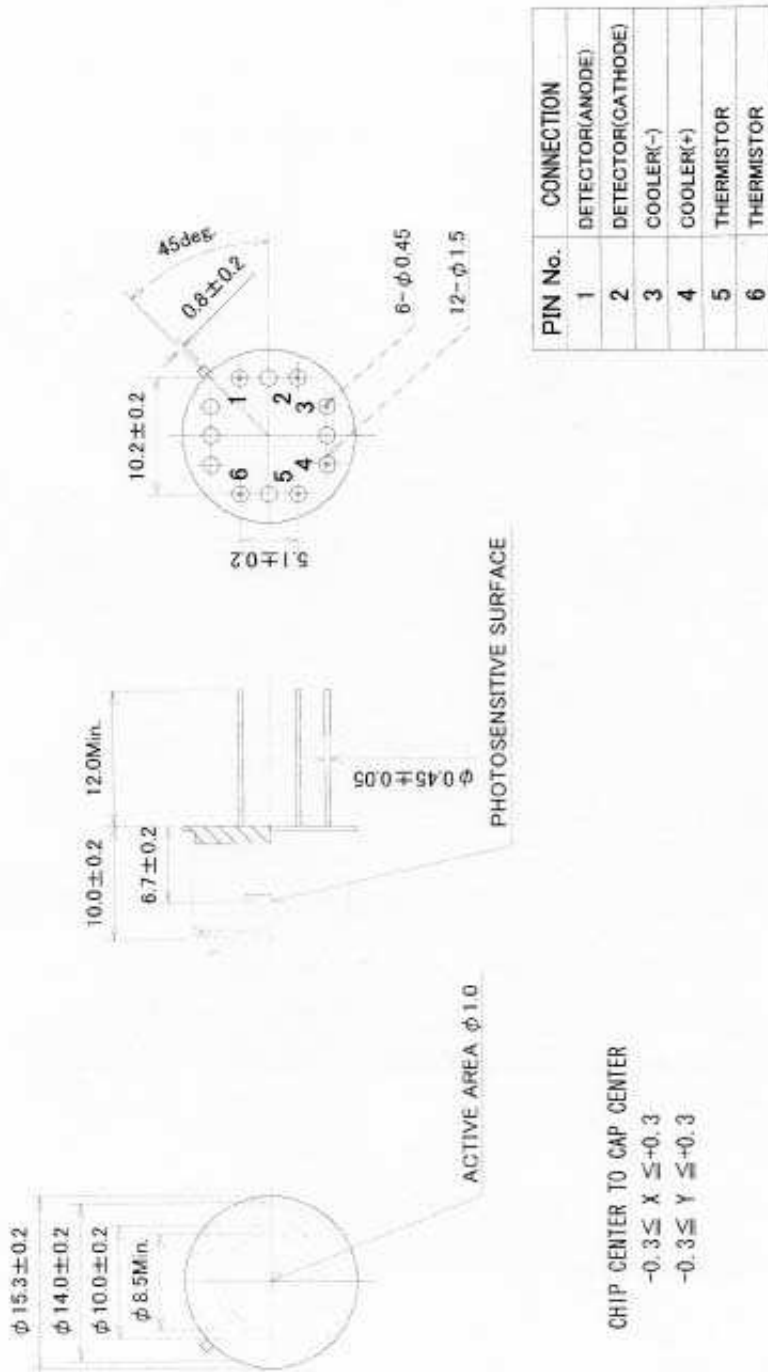 φ15.3±0.2
φ14.0±0.2
φ10.0±0.2
φ8.5Min.
ACTIVE AREA φ1.0
10.0±0.2
12.0Min.
6.7±0.2
φ0.45±0.05
PHOTOSENSITIVE SURFACE
45deg.
0.8±0.2
10.2±0.2
5.1±0.2
1
2
3
4
5
6
6-φ0.45
12-φ1.5
CHIP CENTER TO CAP CENTER
-0.3≦ X ≦+0.3
-0.3≦ Y ≦+0.3
PIN No. CONNECTION
1 DETECTOR(ANODE)
2 DETECTOR(CATHODE)
3 COOLER(-)
4 COOLER(+)
5 THERMISTOR
6 THERMISTOR